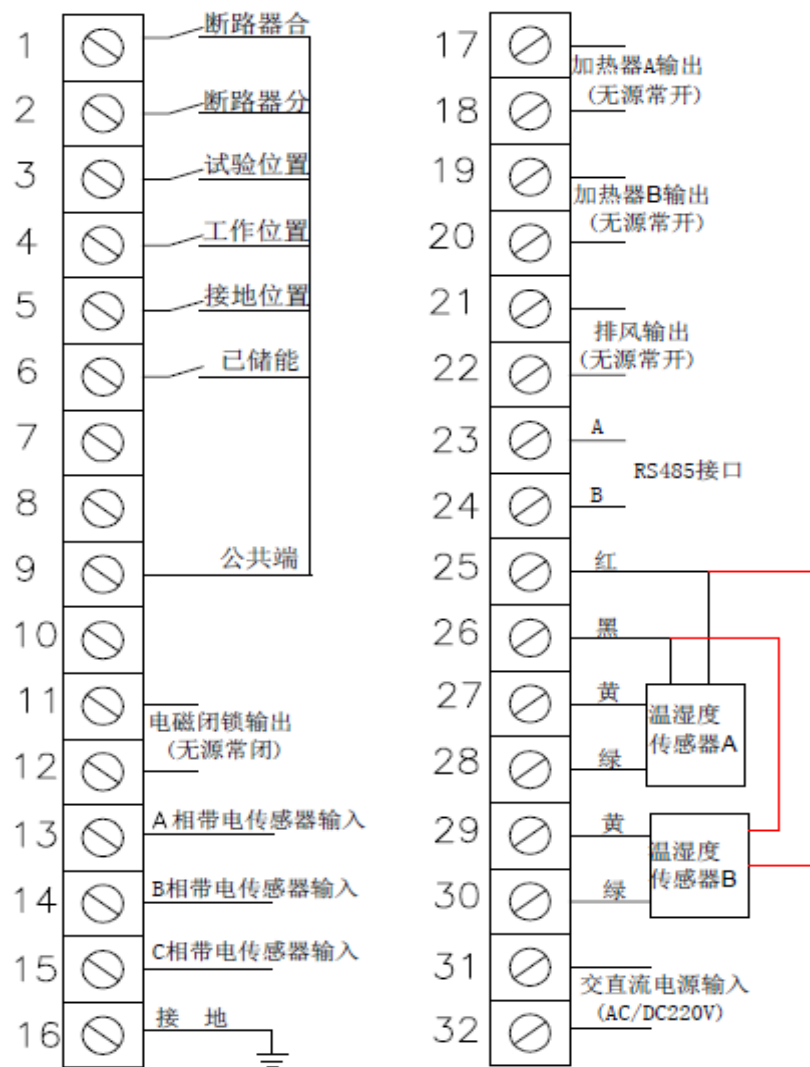 1 断路器合
2 断路器分
3 试验位置
4 工作位置
5 接地位置
6 已储能
7
8
9 公共端
10
11
电磁闭锁输出
(无源常闭)
12
13 A相带电传感器输入
14 B相带电传感器输入
15 C相带电传感器输入
16 接 地
17
加热器A输出
(无源常开)
18
19
加热器B输出
(无源常开)
20
21
排风输出
(无源常开)
22
23 A
RS485接口
24 B
25 红
26 黑
27 黄
温湿度
传感器A
28 绿
29 黄
温湿度
传感器B
30 绿
31
交直流电源输入
(AC/DC220V)
32